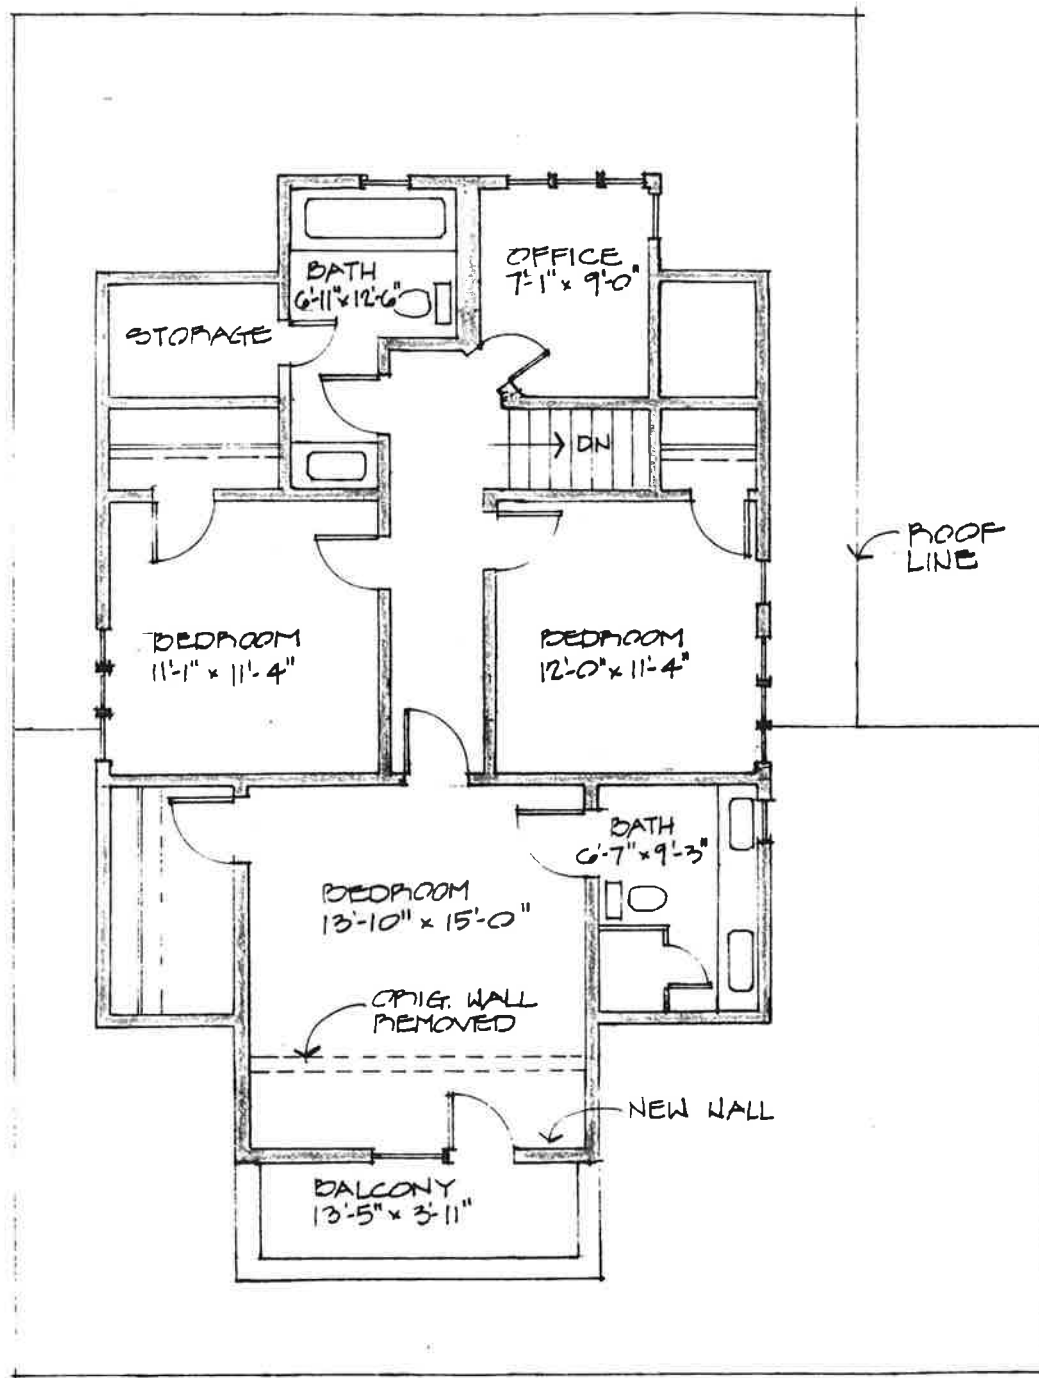 OFFICE
7'-1" x 9'-0"
BATH
6'-11" x 12'-6"
STORAGE
DN
ROOF
LINE
BEDROOM
11'-1" x 11'-4"
BEDROOM
12'-0" x 11'-4"
BATH
6'-7" x 9'-3"
BEDROOM
13'-10" x 15'-0"
ORIG. WALL
REMOVED
NEW WALL
BALCONY
13'-5" x 3'-11"